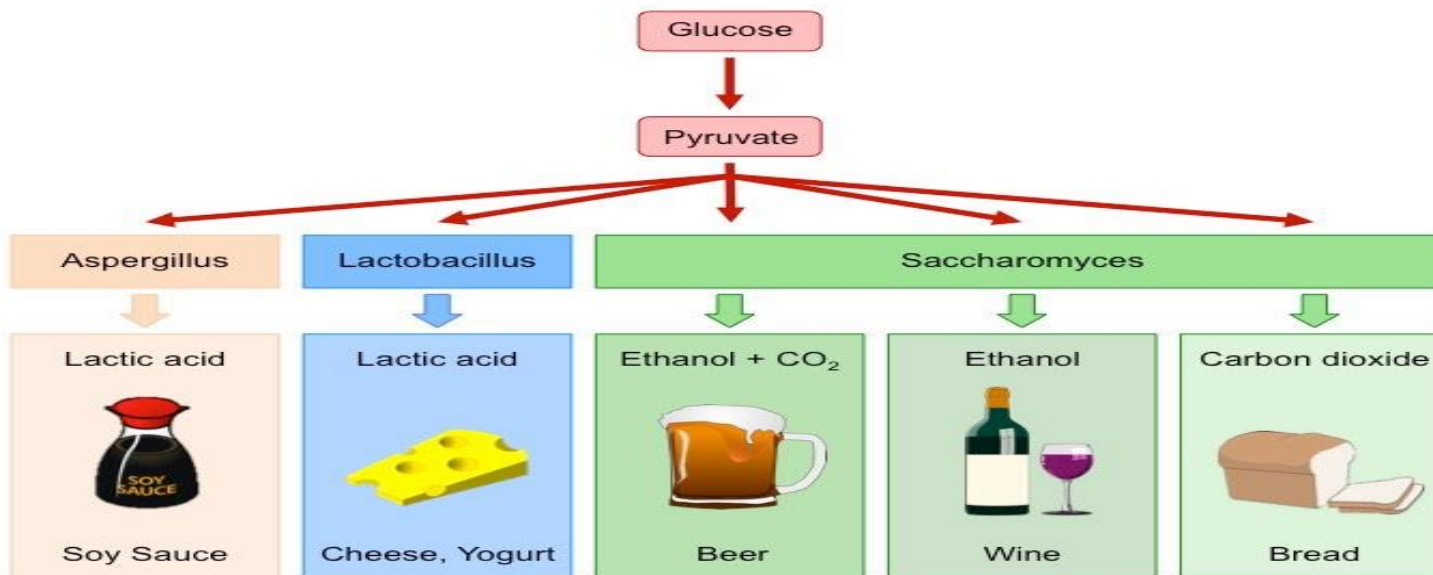 Glucose
Pyruvate
Aspergillus
Lactobacillus
Saccharomyces
Lactic acid
Lactic acid
Ethanol + CO₂
Ethanol
Carbon dioxide
SOY
SAUCE
Soy Sauce
Cheese, Yogurt
Beer
Wine
Bread